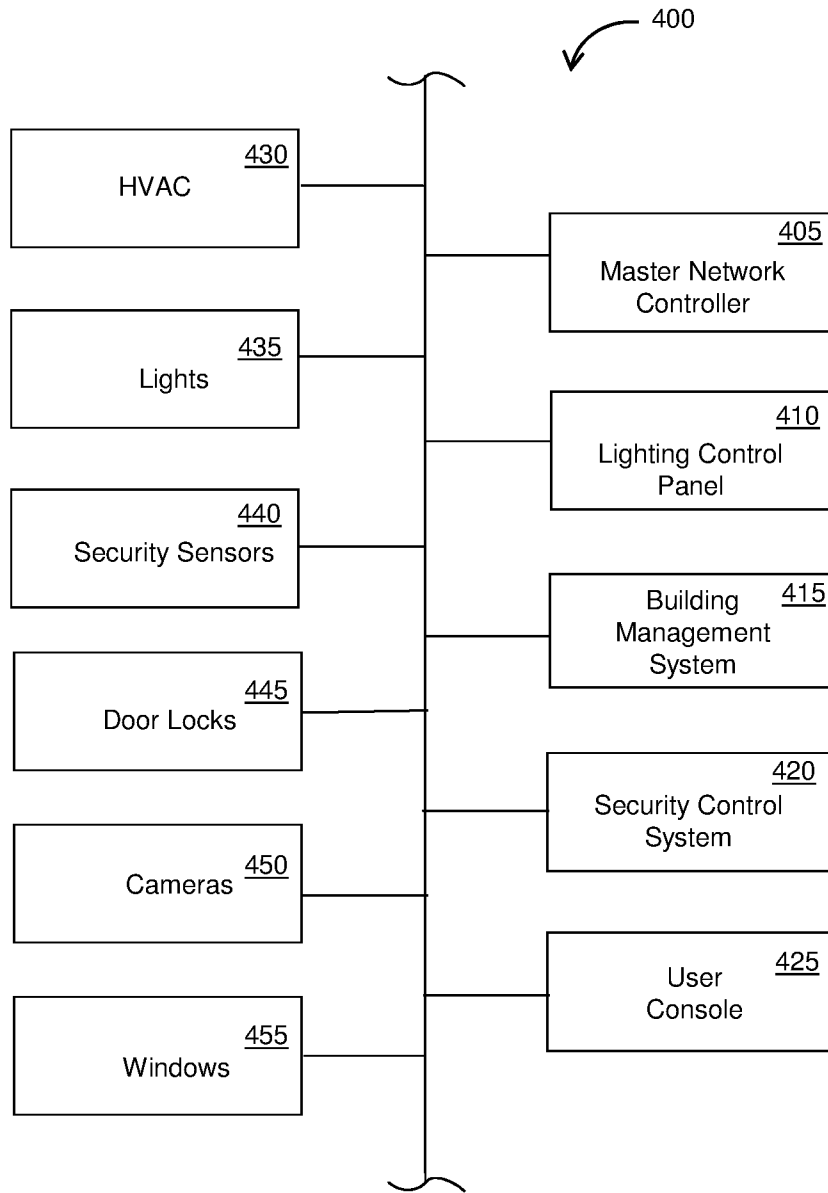 400
430
HVAC
405
Master Network
Controller
435
Lights
410
Lighting Control
Panel
440
Security Sensors
415
Building
Management
System
445
Door Locks
420
Security Control
System
450
Cameras
425
User
Console
455
Windows